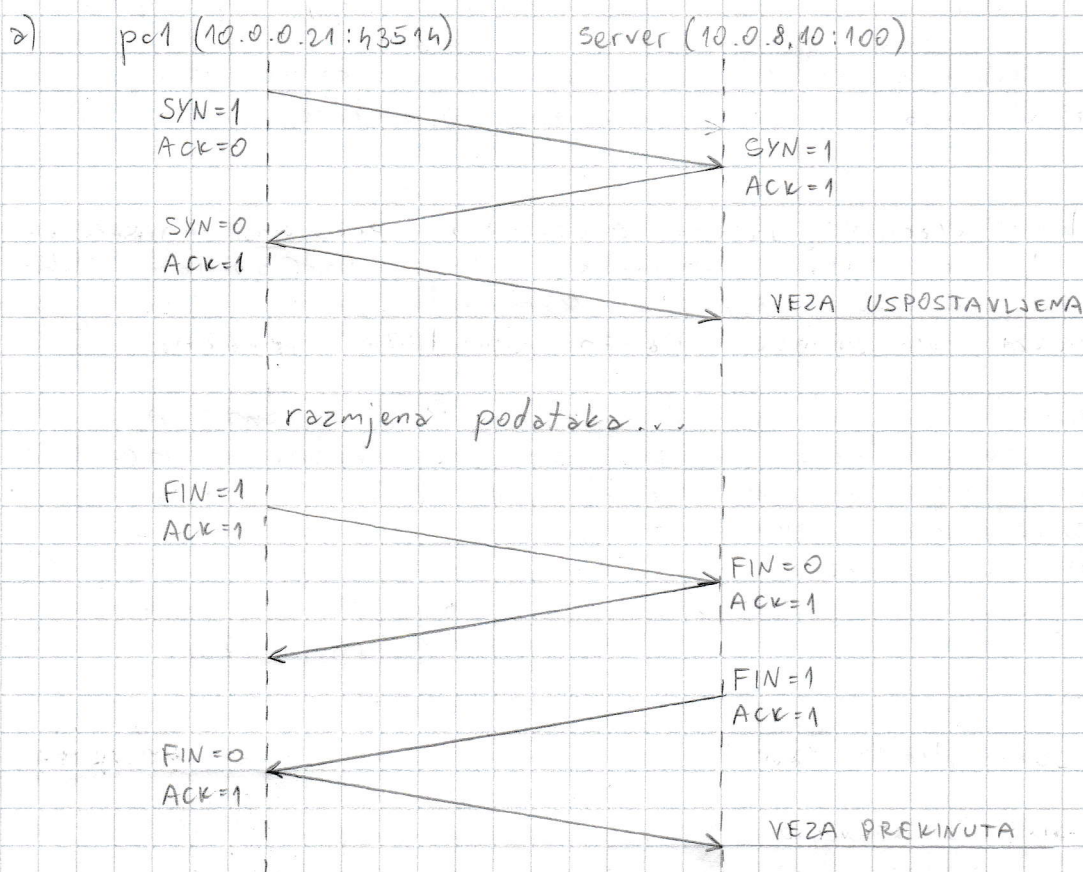 a) pc1 (10.0.0.21:43514) server (10.0.8.10:100)
SYN=1
ACK=0
SYN=1
ACK=1
SYN=0
ACK=1
VEZA USPOSTAVLJENA
razmjena podataka...
FIN=1
ACK=1
FIN=0
ACK=1
FIN=1
ACK=1
FIN=0
ACK=1
VEZA PREKINUTA